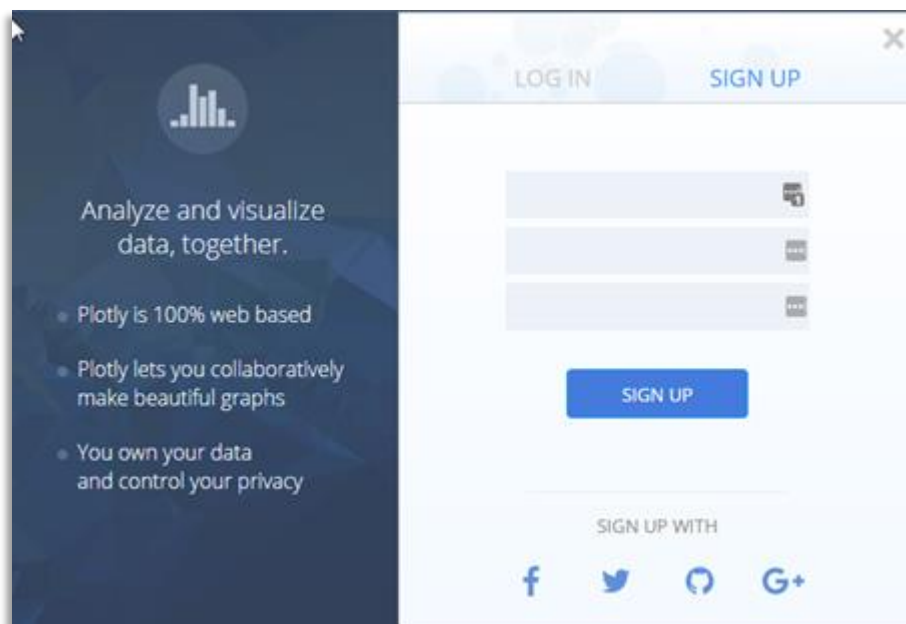 Analyze and visualize
data, together.
Plotly is 100% web based
Plotly lets you collaboratively
make beautiful graphs
You own your data
and control your privacy
LOG IN
SIGN UP
SIGN UP
SIGN UP WITH